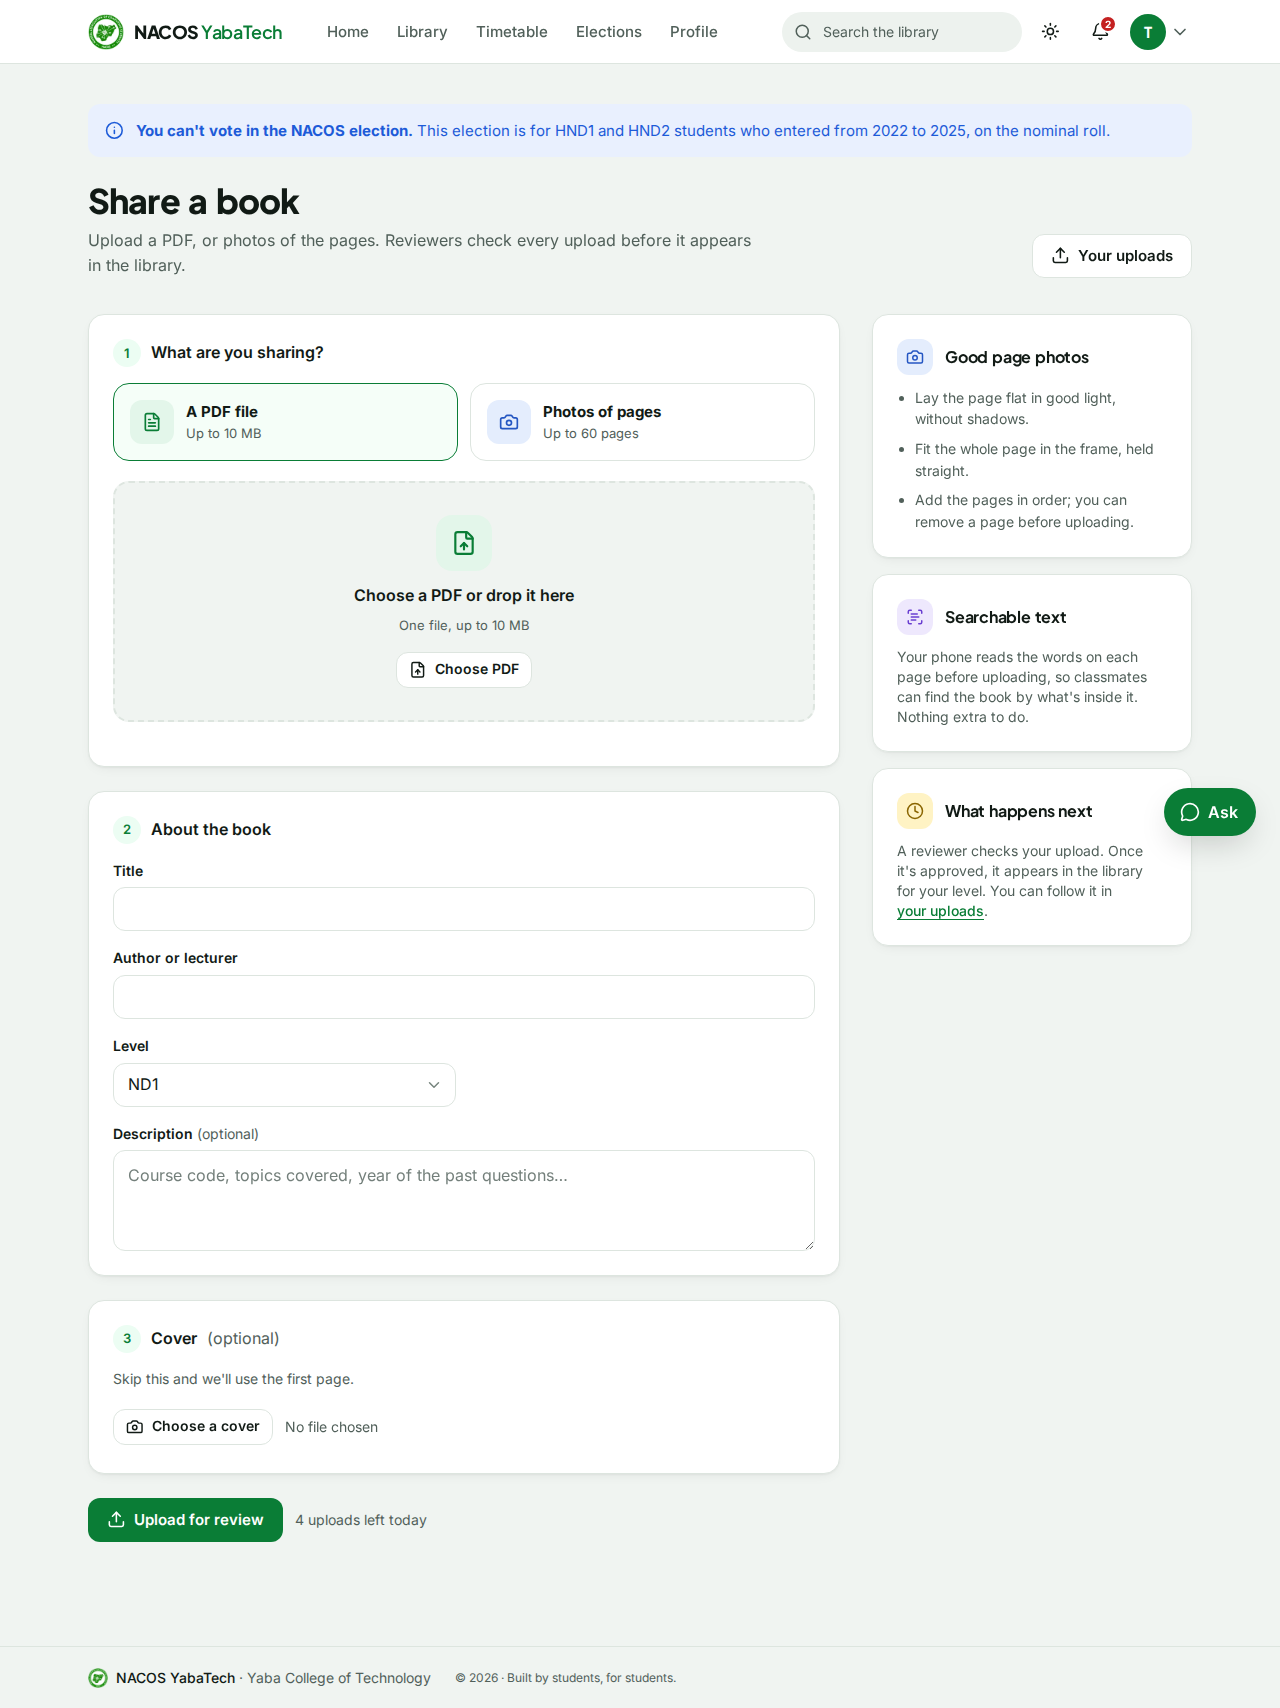 NACOS YabaTech
Home
Library
Timetable
Elections
Profile
Search the library
2
T
You can't vote in the NACOS election. This election is for HND1 and HND2 students who entered from 2022 to 2025, on the nominal roll.
Share a book
Upload a PDF, or photos of the pages. Reviewers check every upload before it appears
in the library.
Your uploads
1 What are you sharing?
A PDF file
Up to 10 MB
Photos of pages
Up to 60 pages
Choose a PDF or drop it here
One file, up to 10 MB
Choose PDF
2 About the book
Title
Author or lecturer
Level
ND1
Description (optional)
Course code, topics covered, year of the past questions...
3 Cover (optional)
Skip this and we'll use the first page.
Choose a cover
No file chosen
Upload for review
4 uploads left today
Good page photos
• Lay the page flat in good light,
without shadows.
• Fit the whole page in the frame, held
straight.
• Add the pages in order; you can
remove a page before uploading.
Searchable text
Your phone reads the words on each
page before uploading, so classmates
can find the book by what's inside it.
Nothing extra to do.
What happens next
A reviewer checks your upload. Once
it's approved, it appears in the library
for your level. You can follow it in
your uploads.
Ask
NACOS YabaTech · Yaba College of Technology
© 2026 · Built by students, for students.